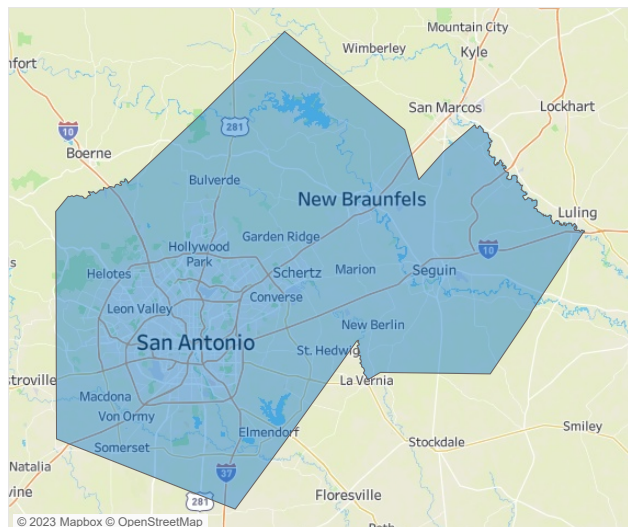 Mountain City
Wimberley
Kyle
nfort
281
San Marcos
Lockhart
10
Boerne
Bulverde
New Braunfels
Luling
Garden Ridge
Hollywood
Park
10
Helotes
Schertz
Marion
Seguin
Converse
Leon Valley
New Berlin
San Antonio
St. Hedwig
La Vernia
stroville
Macdona
Von Ormy
Smiley
Elmendorf
Somerset
Stockdale
Natalia
37
vine
281
Floresville
© 2023 Mapbox © OpenStreetMap